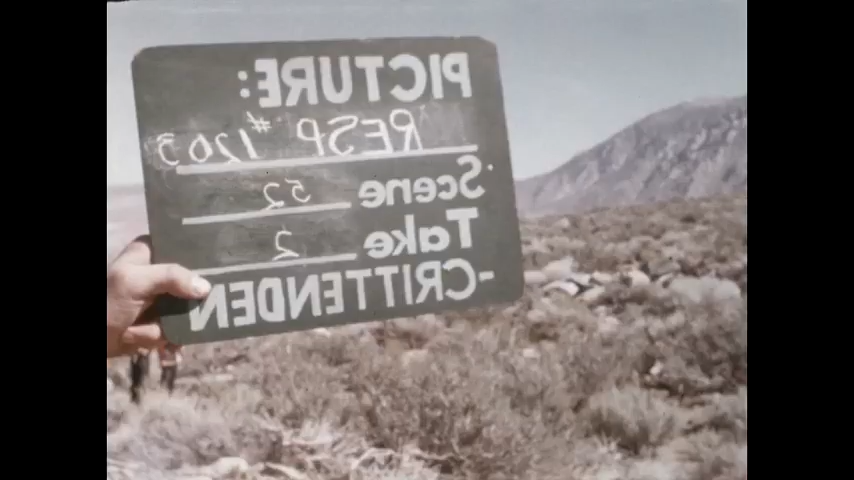 PICTURE:
RESP #1203
Scene 52
Take 2
-CRITTENDEN